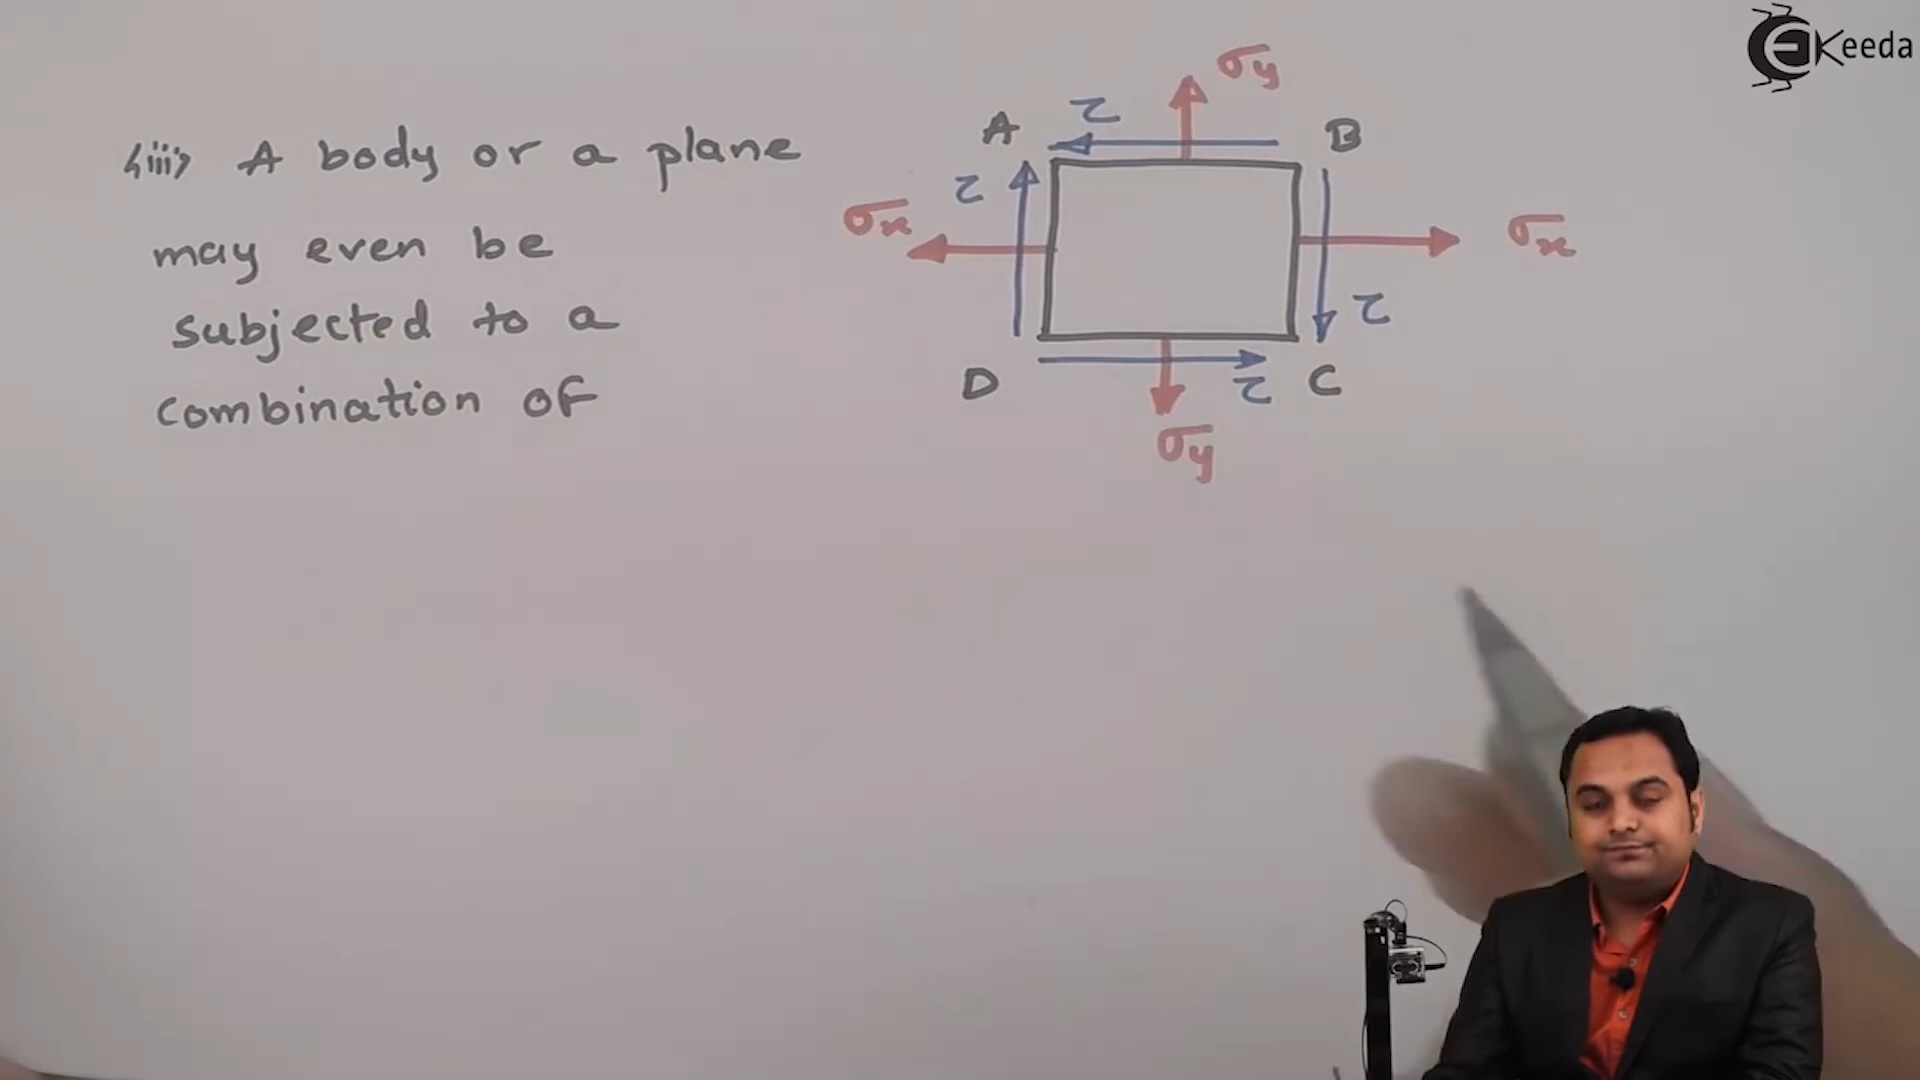 EKeeda
(iii) A body or a plane
may even be
subjected to a
combination of
σy
τ
A
B
τ
σx
σx
τ
D
τ
C
σy